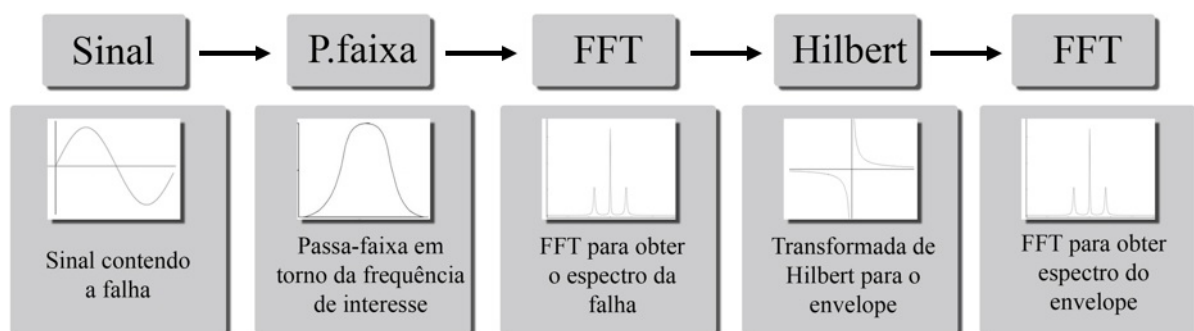 Sinal
P.faixa
FFT
Hilbert
FFT
Sinal contendo
a falha
Passa-faixa em
torno da frequência
de interesse
FFT para obter
o espectro da
falha
Transformada de
Hilbert para o
envelope
FFT para obter
espectro do
envelope